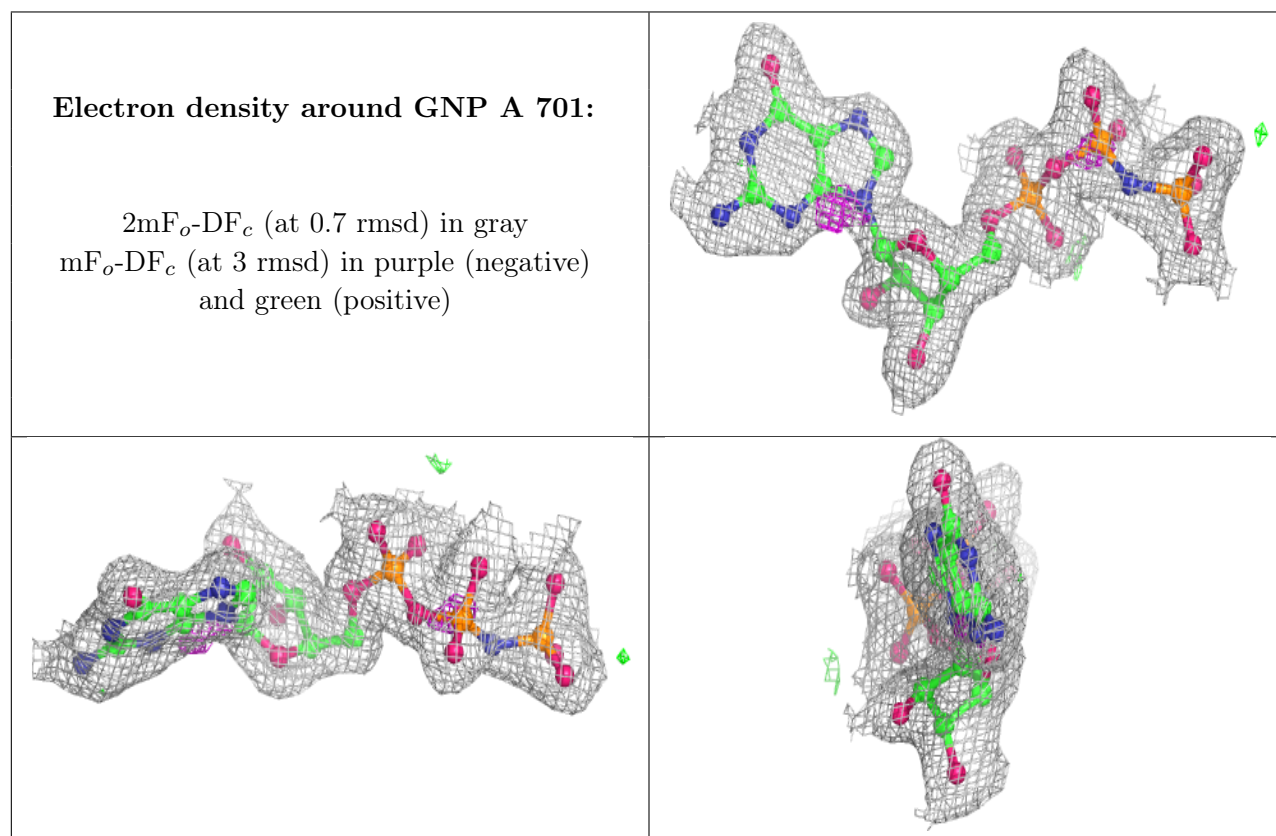 Electron density around GNP A 701:
2mFo-DFc (at 0.7 rmsd) in gray
mFo-DFc (at 3 rmsd) in purple (negative)
and green (positive)